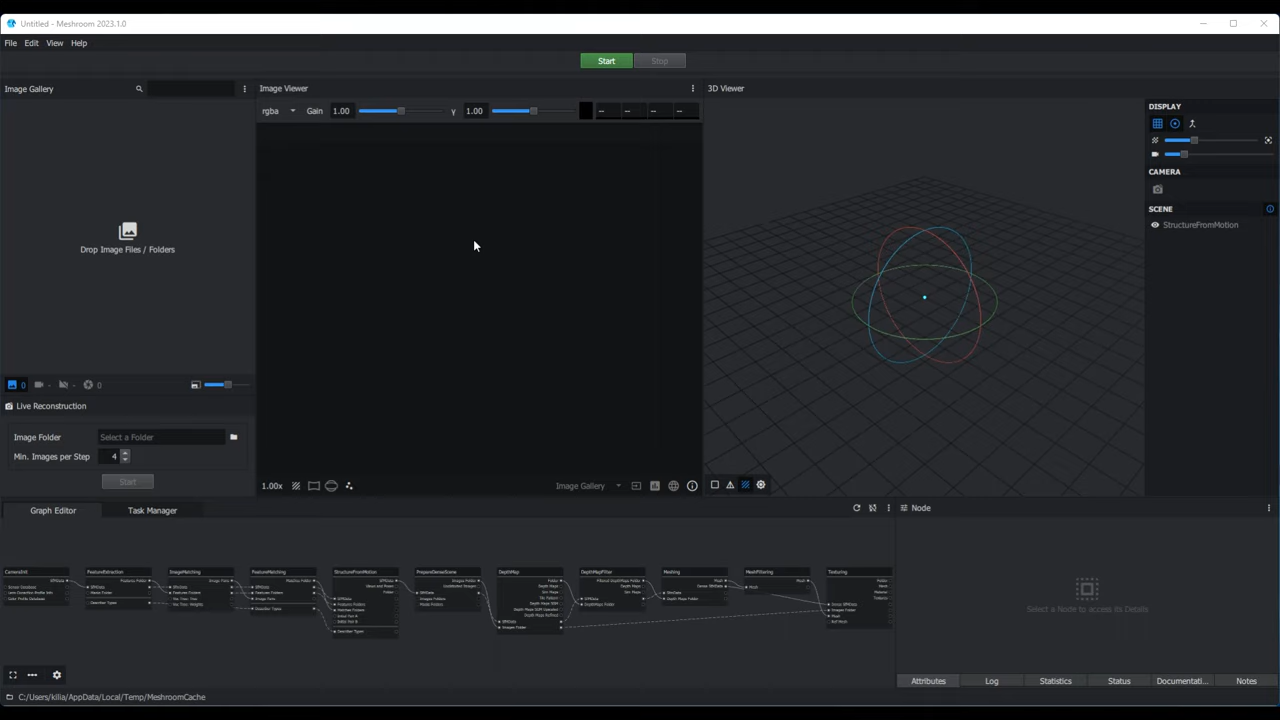 Untitled - Meshroom 2023.1.0
File Edit View Help
Start Stop
Image Gallery
Image Viewer
3D Viewer
rgba Gain 1.00 γ 1.00 -- -- -- --
DISPLAY
CAMERA
SCENE
StructureFromMotion
Drop Image Files / Folders
0 - - 0
Live Reconstruction
Image Folder Select a Folder
Min. Images per Step 4
Start
1.00x Image Gallery
Graph Editor Task Manager
Node
CameraInit
FeatureExtraction
ImageMatching
FeatureMatching
StructureFromMotion
PrepareDenseScene
DepthMap
DepthMapFilter
Meshing
MeshFiltering
Texturing
Select a Node to access its Details
Attributes Log Statistics Status Documentati... Notes
C:/Users/kilia/AppData/Local/Temp/MeshroomCache